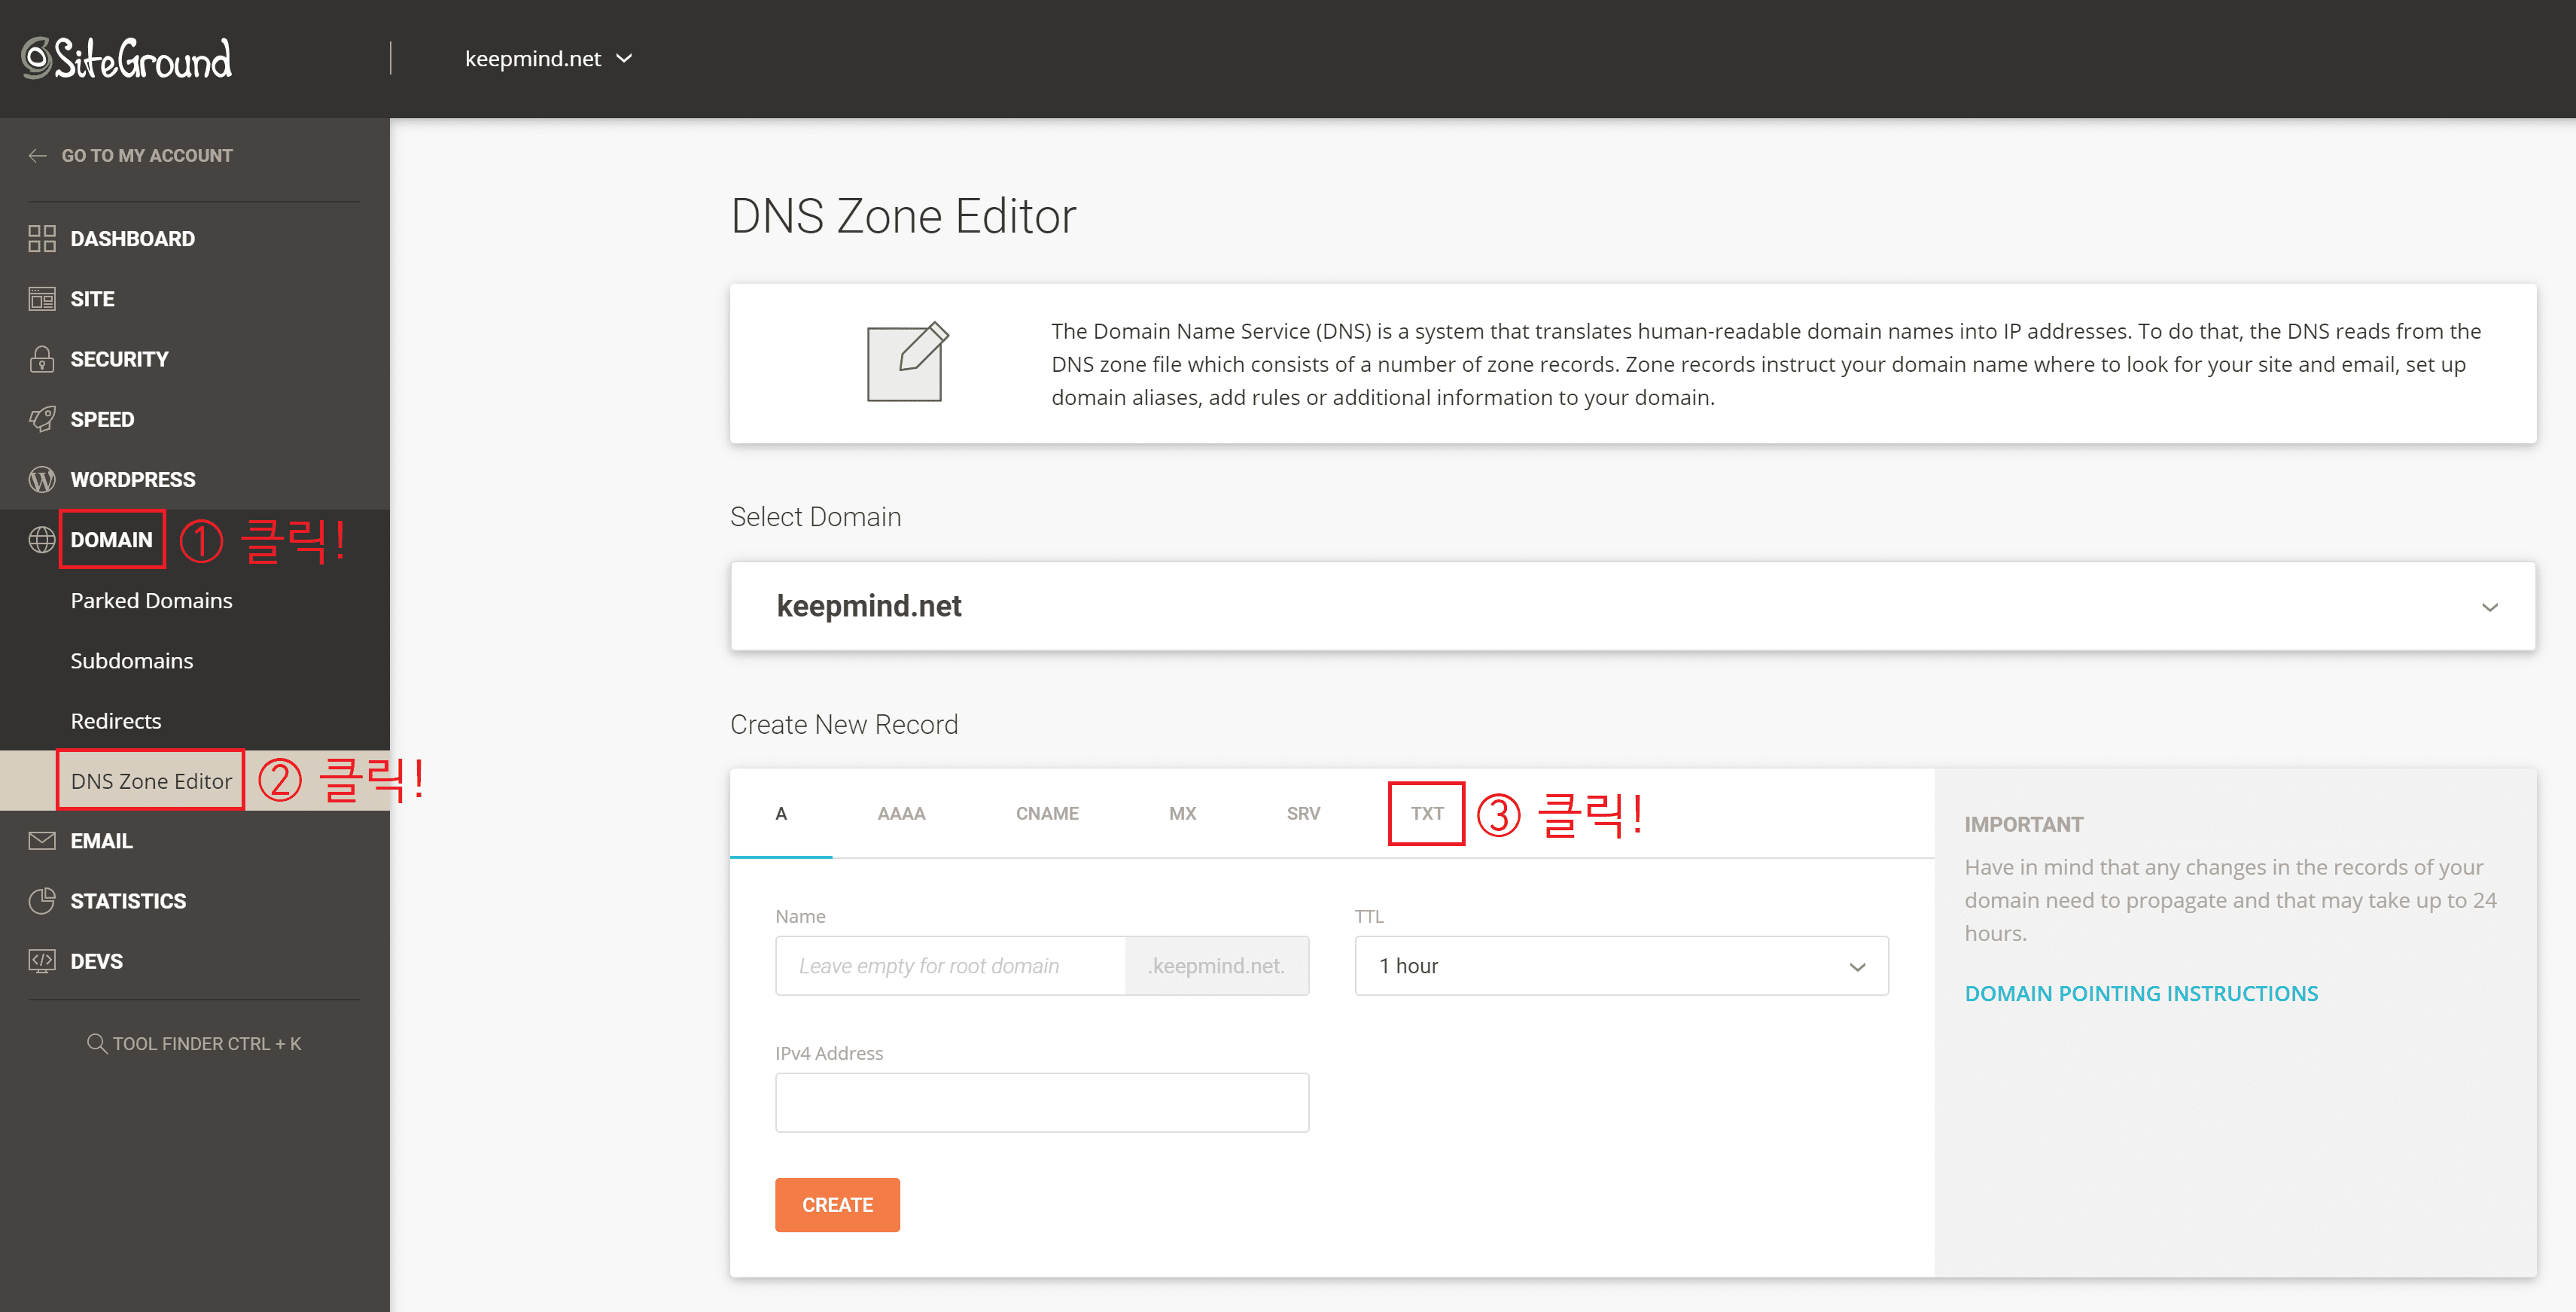 SiteGround
keepmind.net
GO TO MY ACCOUNT
DASHBOARD
SITE
SECURITY
SPEED
WORDPRESS
DOMAIN ① 클릭!
Parked Domains
Subdomains
Redirects
DNS Zone Editor ② 클릭!
EMAIL
STATISTICS
DEVS
TOOL FINDER CTRL + K
DNS Zone Editor
The Domain Name Service (DNS) is a system that translates human-readable domain names into IP addresses. To do that, the DNS reads from the
DNS zone file which consists of a number of zone records. Zone records instruct your domain name where to look for your site and email, set up
domain aliases, add rules or additional information to your domain.
Select Domain
keepmind.net
Create New Record
A AAAA CNAME MX SRV TXT ③ 클릭!
Name TTL
Leave empty for root domain .keepmind.net. 1 hour
IPv4 Address
CREATE
IMPORTANT
Have in mind that any changes in the records of your
domain need to propagate and that may take up to 24
hours.
DOMAIN POINTING INSTRUCTIONS